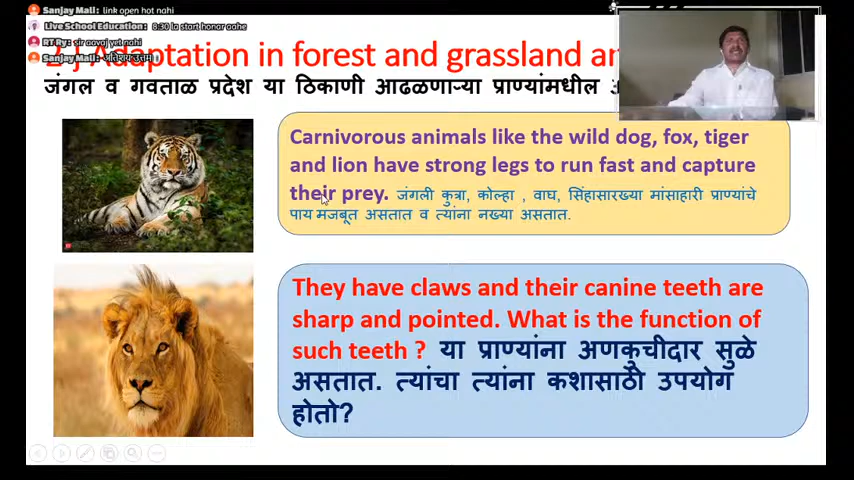 Sanjay Mali: link open hot nahi
Live School Education: 8:30 la start honar aahe
RT Ry: sir aavaj yet nahi
Sanjay Mali:
Adaptation in forest and grassland
जंगल व गवताळ प्रदेश या ठिकाणी आढळणाऱ्या प्राण्यांमधील
Carnivorous animals like the wild dog, fox, tiger
and lion have strong legs to run fast and capture
their prey. जंगली कुत्रा, कोल्हा , वाघ, सिंहासारख्या मांसाहारी प्राण्यांचे
पाय मजबूत असतात व त्यांना नख्या असतात.
They have claws and their canine teeth are
sharp and pointed. What is the function of
such teeth ? या प्राण्यांना अणकुचीदार सुळे
असतात. त्यांचा त्यांना कशासाठी उपयोग
होतो?